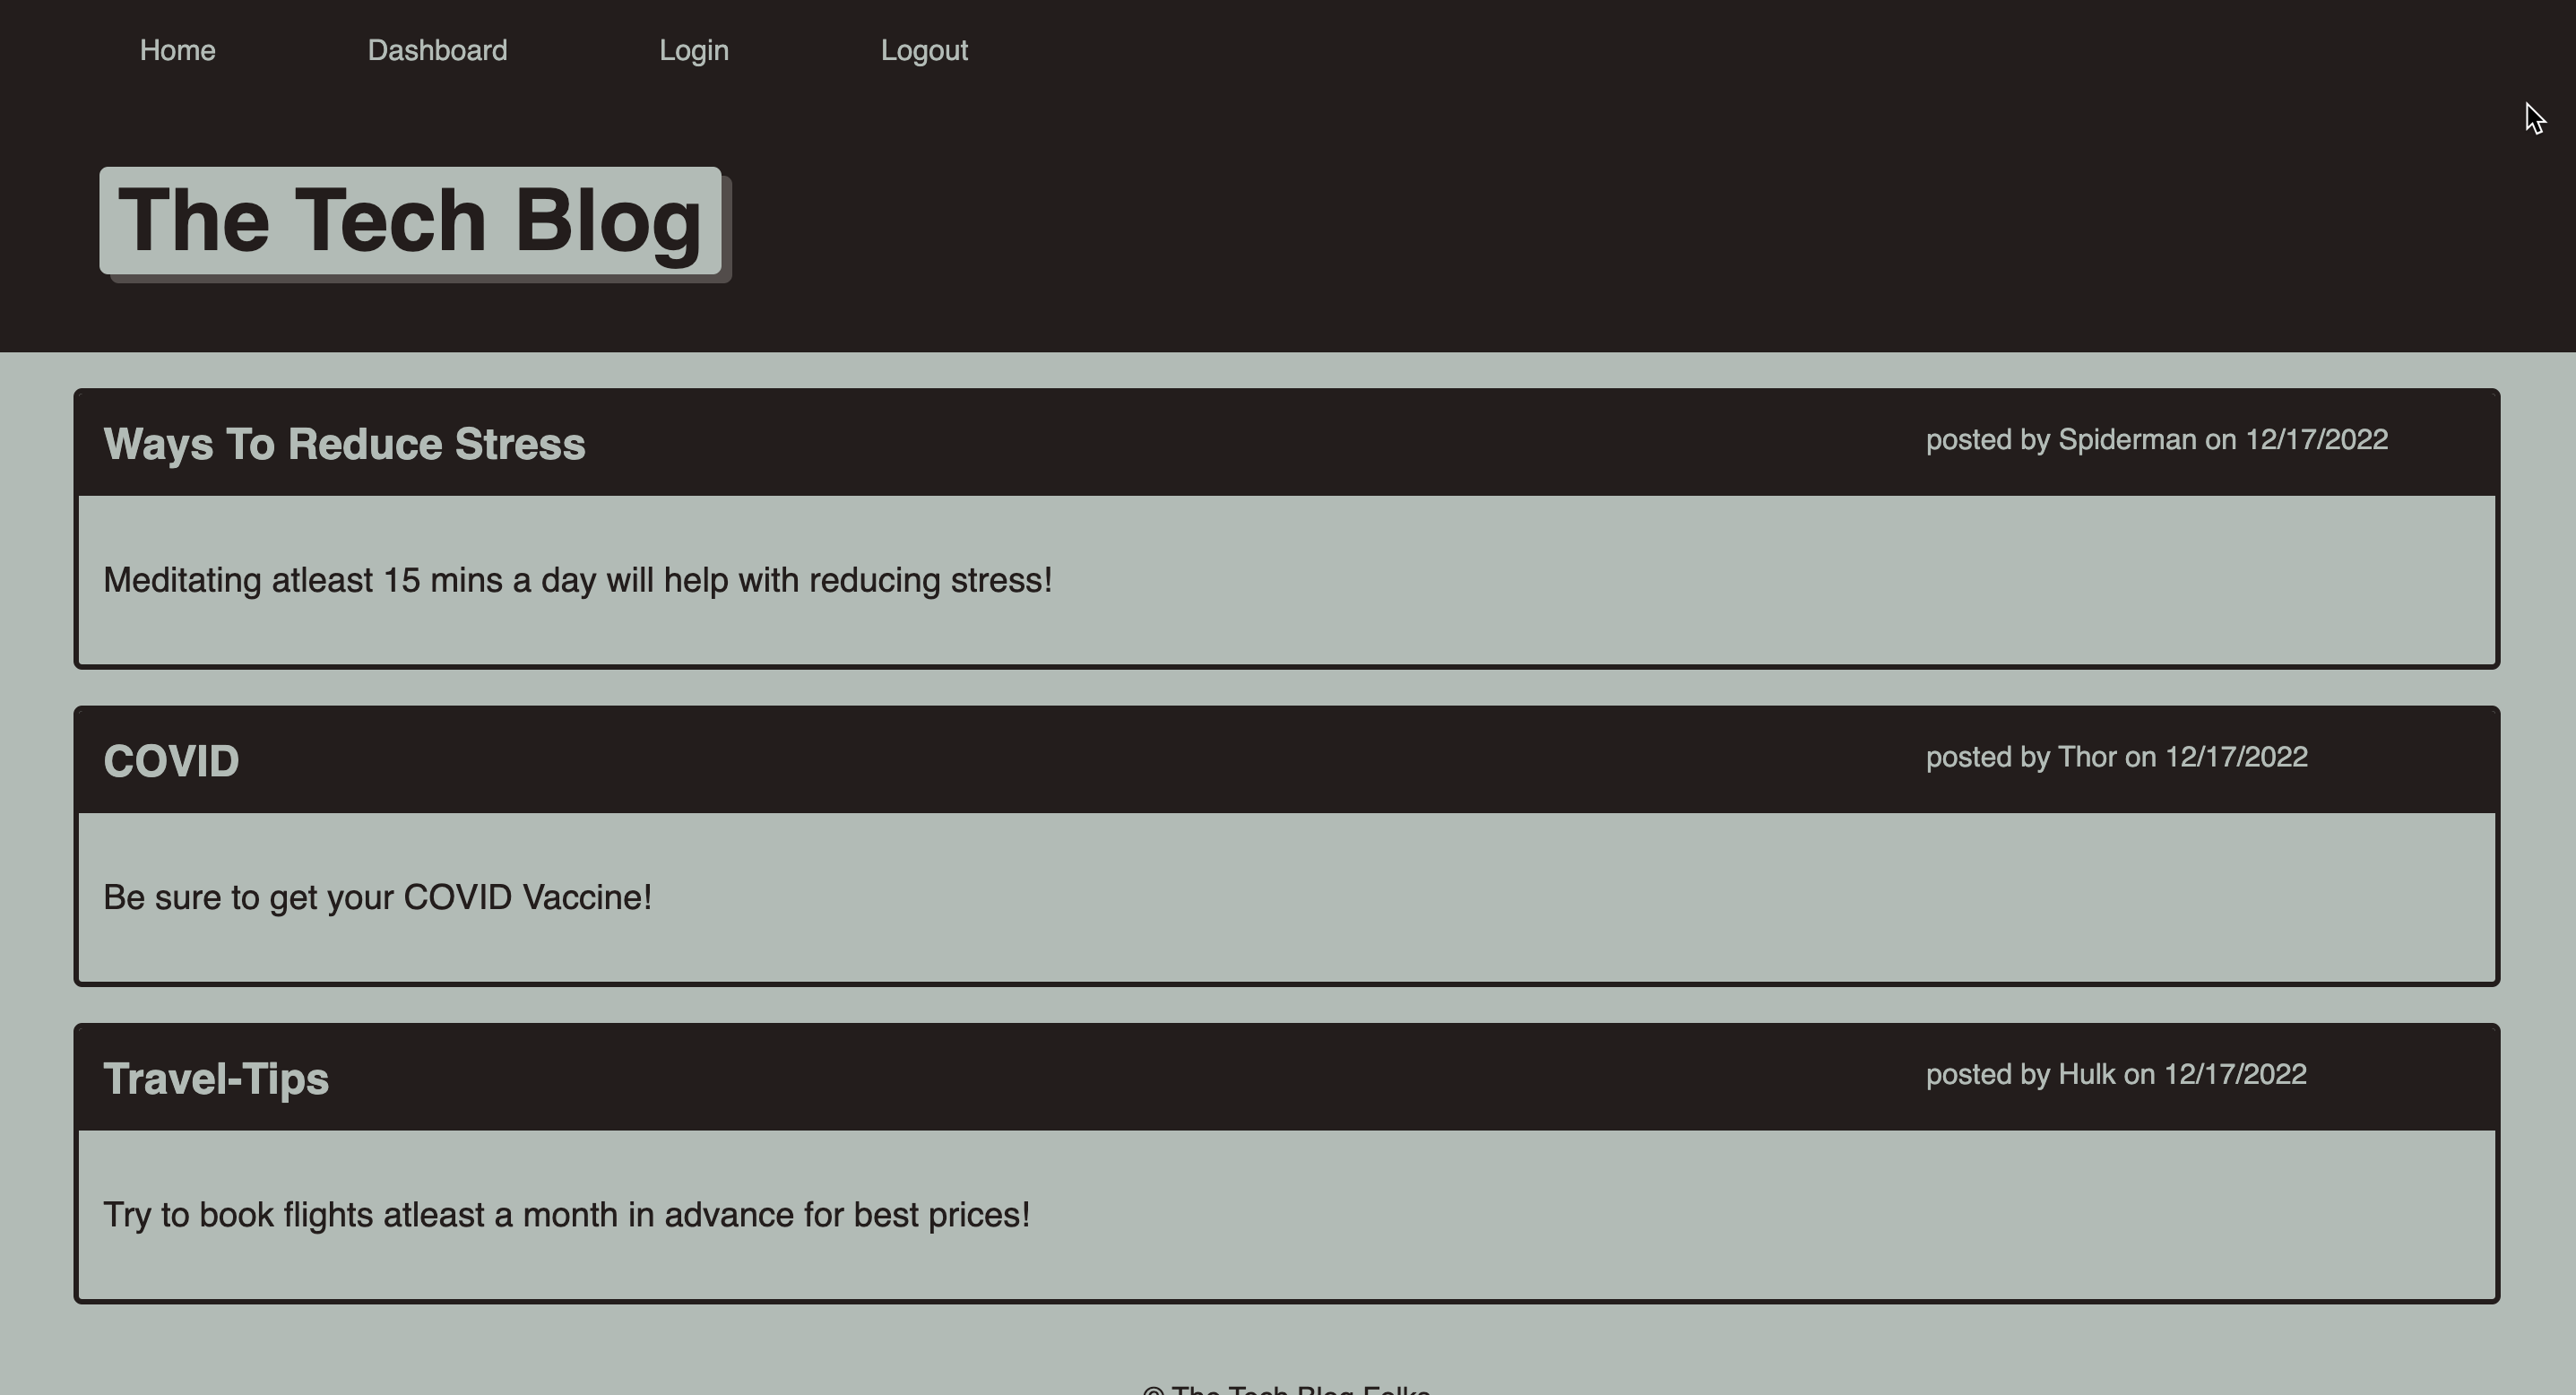 Home Dashboard Login Logout
The Tech Blog
Ways To Reduce Stress posted by Spiderman on 12/17/2022
Meditating atleast 15 mins a day will help with reducing stress!
COVID posted by Thor on 12/17/2022
Be sure to get your COVID Vaccine!
Travel-Tips posted by Hulk on 12/17/2022
Try to book flights atleast a month in advance for best prices!
© The Tech Blog Folks